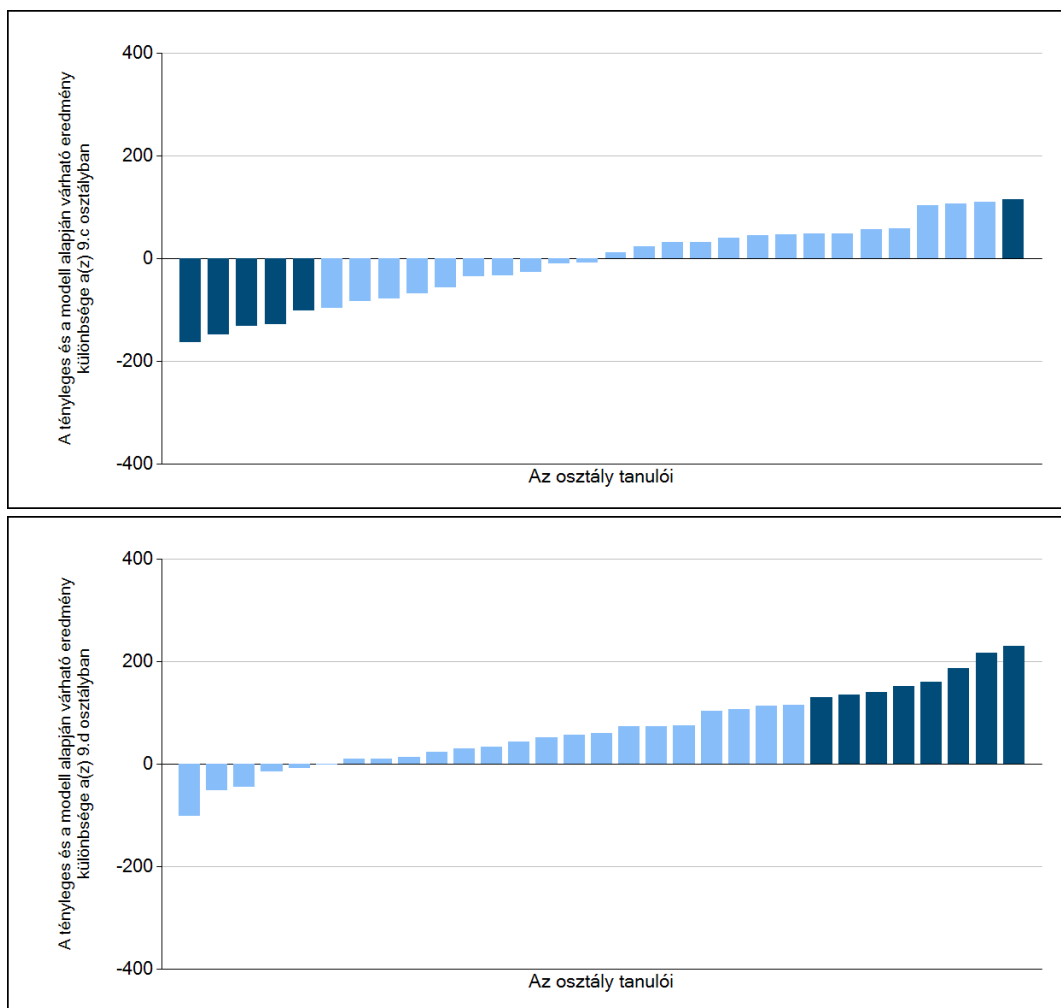 A tényleges és a modell alapján várható eredmény
különbsége a(z) 9.c osztályban
400
200
0
-200
-400
Az osztály tanulói
A tényleges és a modell alapján várható eredmény
különbsége a(z) 9.d osztályban
400
200
0
-200
-400
Az osztály tanulói